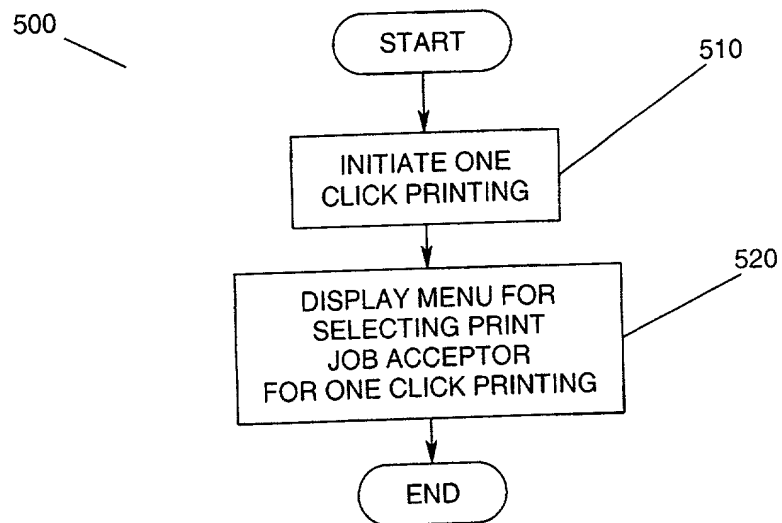 500
START
510
INITIATE ONE
CLICK PRINTING
520
DISPLAY MENU FOR
SELECTING PRINT
JOB ACCEPTOR
FOR ONE CLICK PRINTING
END